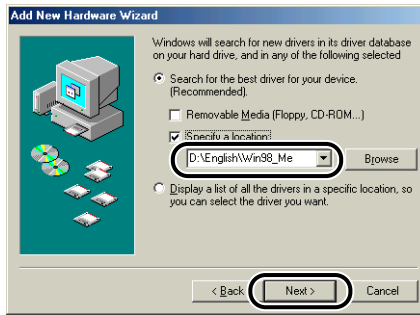 Add New Hardware Wizard
Windows will search for new drivers in its driver database
on your hard drive, and in any of the following selected
Search for the best driver for your device.
(Recommended).
Removable Media (Floppy, CD-ROM...)
Specify a location:
D:\English\Win98_Me
Browse
Display a list of all the drivers in a specific location, so
you can select the driver you want.
< Back
Next >
Cancel